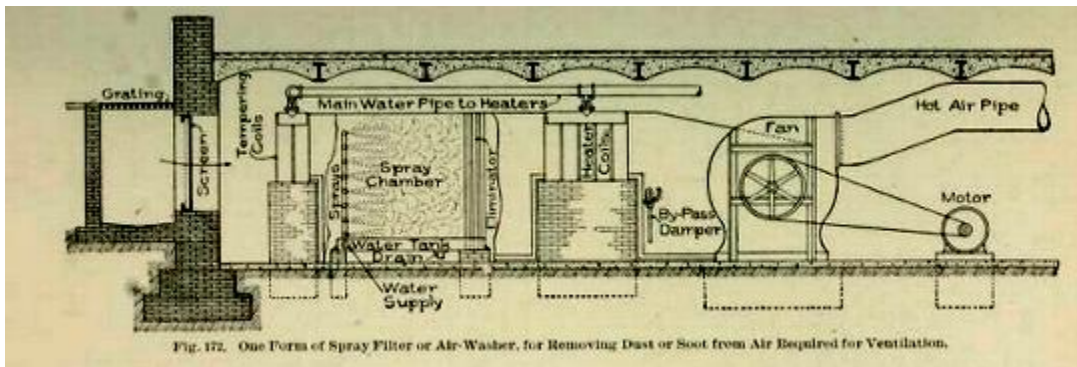 Grating
Screen
Tempering
Coils
Main Water Pipe to Heaters
Sprays
Spray
Chamber
Eliminator
Water Tank
Drain
Water
Supply
Heater
Coils
By-Pass
Damper
Fan
Hot Air Pipe
Motor
Fig. 172. One Form of Spray Filter or Air-Washer, for Removing Dust or Soot from Air Required for Ventilation.